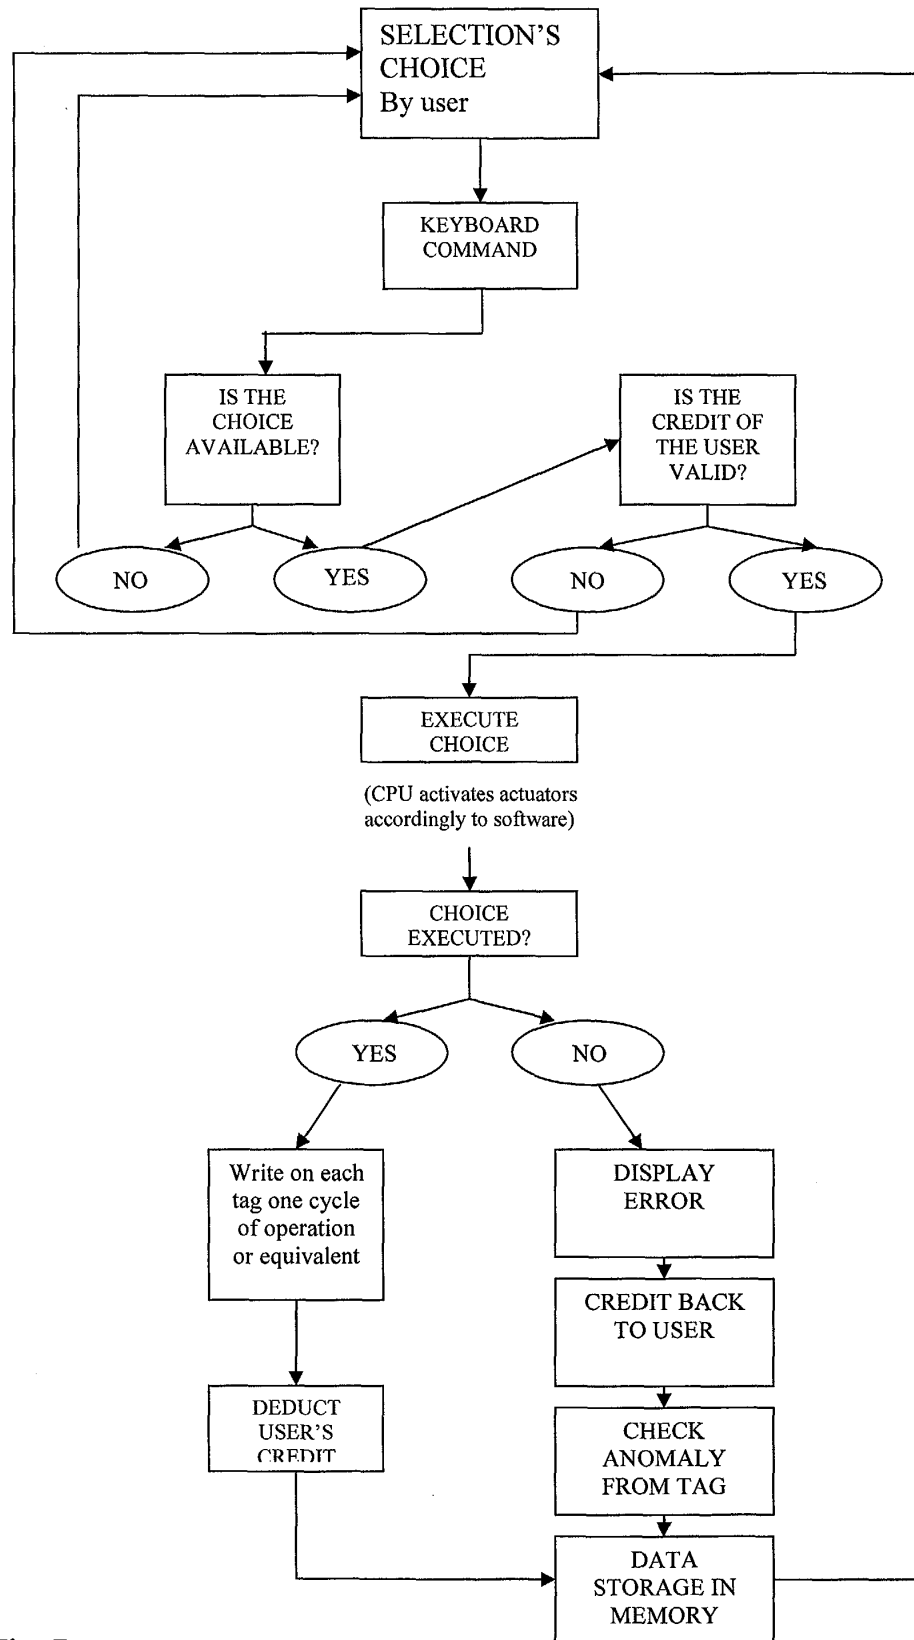 SELECTION'S
CHOICE
By user
KEYBOARD
COMMAND
IS THE
CHOICE
AVAILABLE?
IS THE
CREDIT OF
THE USER
VALID?
NO
YES
NO
YES
EXECUTE
CHOICE
(CPU activates actuators
accordingly to software)
CHOICE
EXECUTED?
YES
NO
Write on each
tag one cycle
of operation
or equivalent
DISPLAY
ERROR
CREDIT BACK
TO USER
DEDUCT
USER'S
CREDIT
CHECK
ANOMALY
FROM TAG
DATA
STORAGE IN
MEMORY